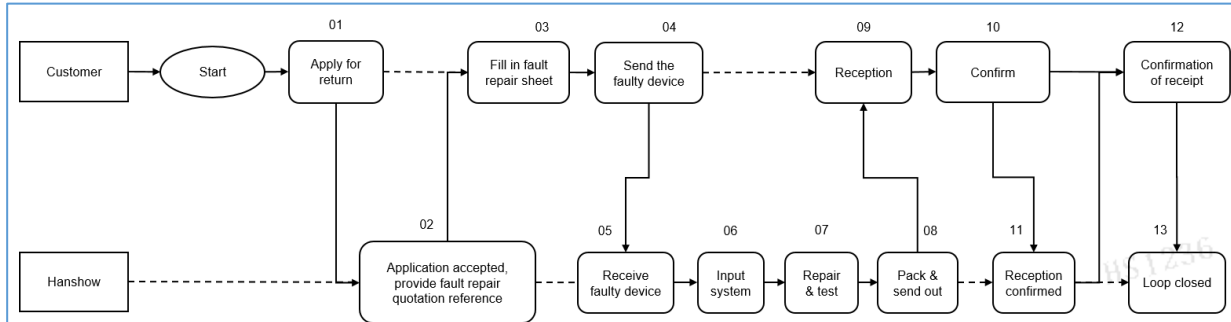 01
03
04
09
10
12
Customer
Start
Apply for
return
Fill in fault
repair sheet
Send the
faulty device
Reception
Confirm
Confirmation
of receipt
02
05
06
07
08
11
13
Hanshow
Application accepted,
provide fault repair
quotation reference
Receive
faulty device
Input
system
Repair
& test
Pack &
send out
Reception
confirmed
Loop closed
HS1236